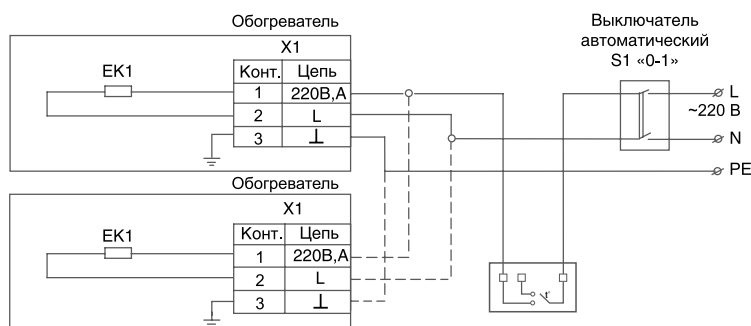 Обогреватель
X1
EK1
Конт. Цепь
1 220В,А
2 L
3 ⊥
Выключатель
автоматический
S1 «0-1»
L
~220 В
N
PE
Обогреватель
X1
EK1
Конт. Цепь
1 220В,А
2 L
3 ⊥
t°